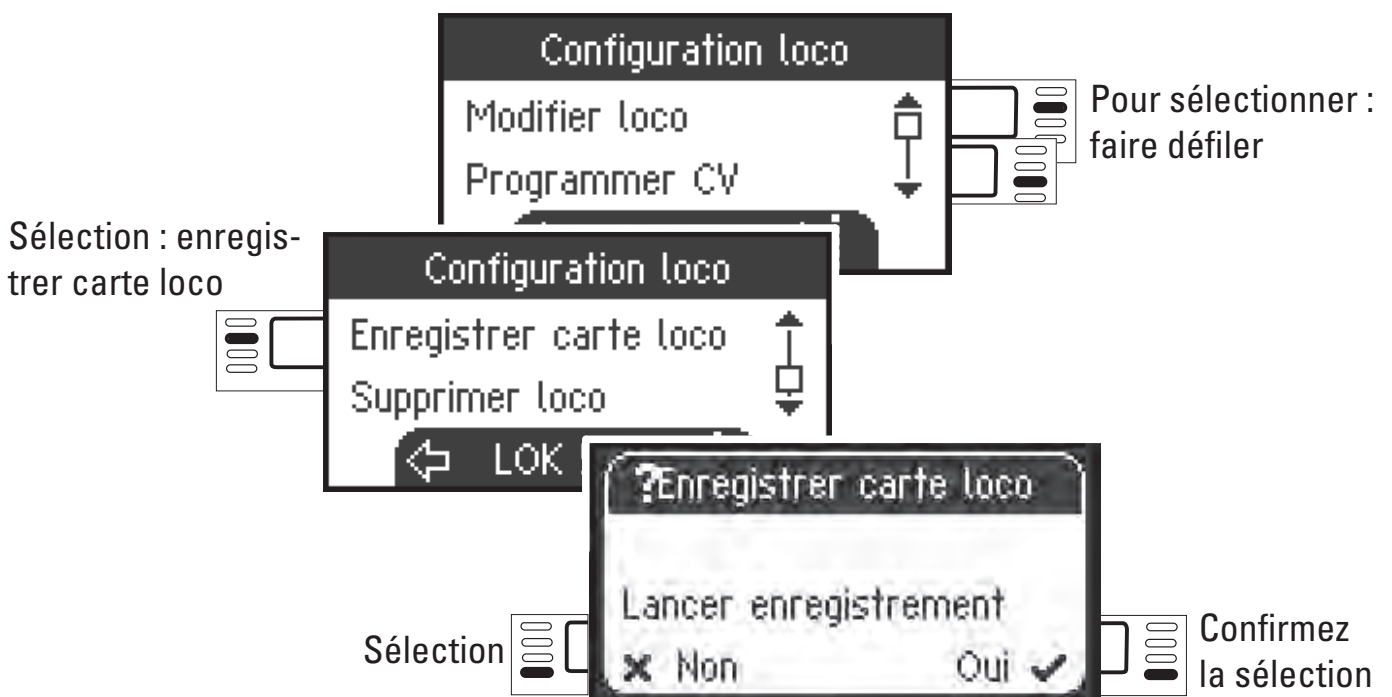 Configuration loco
Modifier loco
Programmer CV
Pour sélectionner :
faire défiler
Sélection : enregis-
trer carte loco
Configuration loco
Enregistrer carte loco
Supprimer loco
LOK
?Enregistrer carte loco
Lancer enregistrement
Non
Oui
Sélection
Confirmez
la sélection